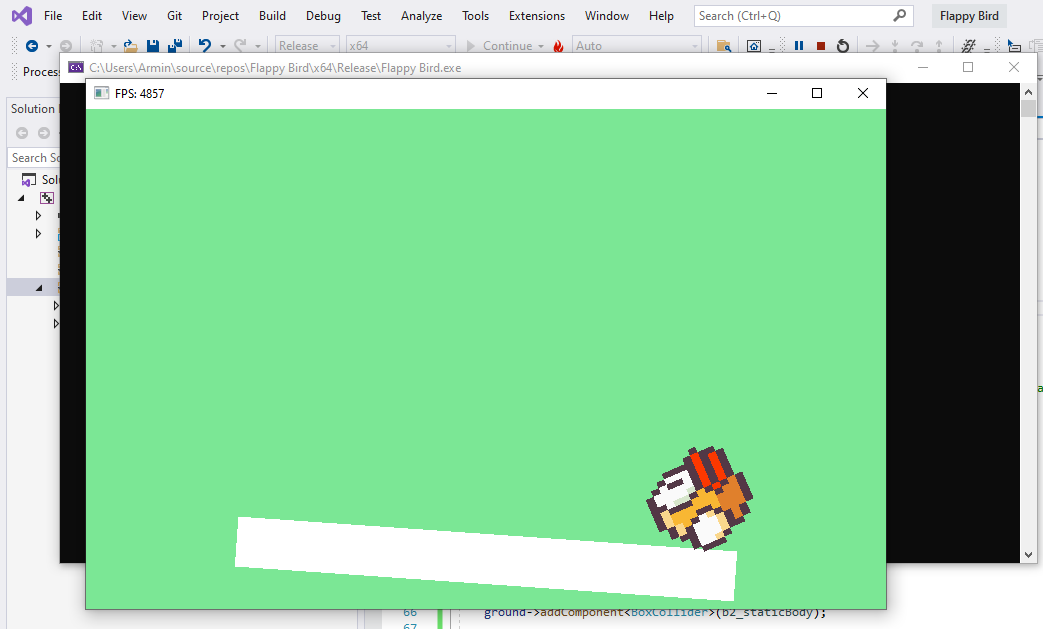 File Edit View Git Project Build Debug Test Analyze Tools Extensions Window Help Search (Ctrl+Q) Flappy Bird
Release x64 Continue Auto
Proces C:\Users\Armin\source\repos\Flappy Bird\x64\Release\Flappy Bird.exe
FPS: 4857
Solution
Search So
Solu
66 ground->addComponent<BoxCollider>(b2_staticBody);
67